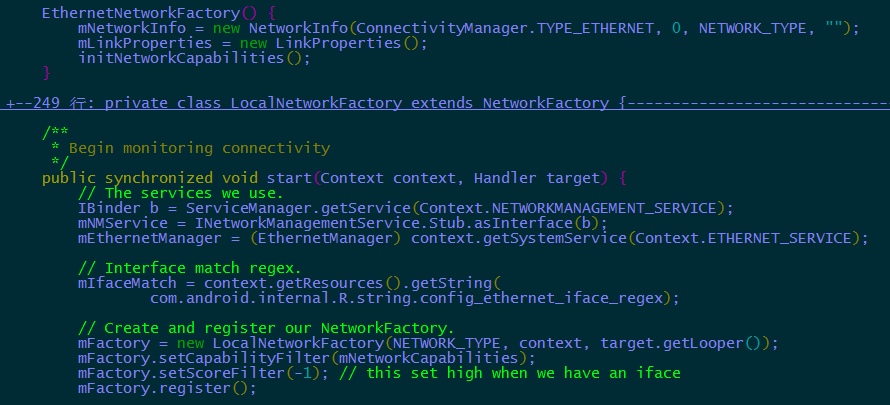 EthernetNetworkFactory() {
    mNetworkInfo = new NetworkInfo(ConnectivityManager.TYPE_ETHERNET, 0, NETWORK_TYPE, "");
    mLinkProperties = new LinkProperties();
    initNetworkCapabilities();
}
+--249 行: private class LocalNetworkFactory extends NetworkFactory {-----------------------------
/**
 * Begin monitoring connectivity
 */
public synchronized void start(Context context, Handler target) {
    // The services we use.
    IBinder b = ServiceManager.getService(Context.NETWORKMANAGEMENT_SERVICE);
    mNMService = INetworkManagementService.Stub.asInterface(b);
    mEthernetManager = (EthernetManager) context.getSystemService(Context.ETHERNET_SERVICE);
    // Interface match regex.
    mIfaceMatch = context.getResources().getString(
            com.android.internal.R.string.config_ethernet_iface_regex);
    // Create and register our NetworkFactory.
    mFactory = new LocalNetworkFactory(NETWORK_TYPE, context, target.getLooper());
    mFactory.setCapabilityFilter(mNetworkCapabilities);
    mFactory.setScoreFilter(-1); // this set high when we have an iface
    mFactory.register();